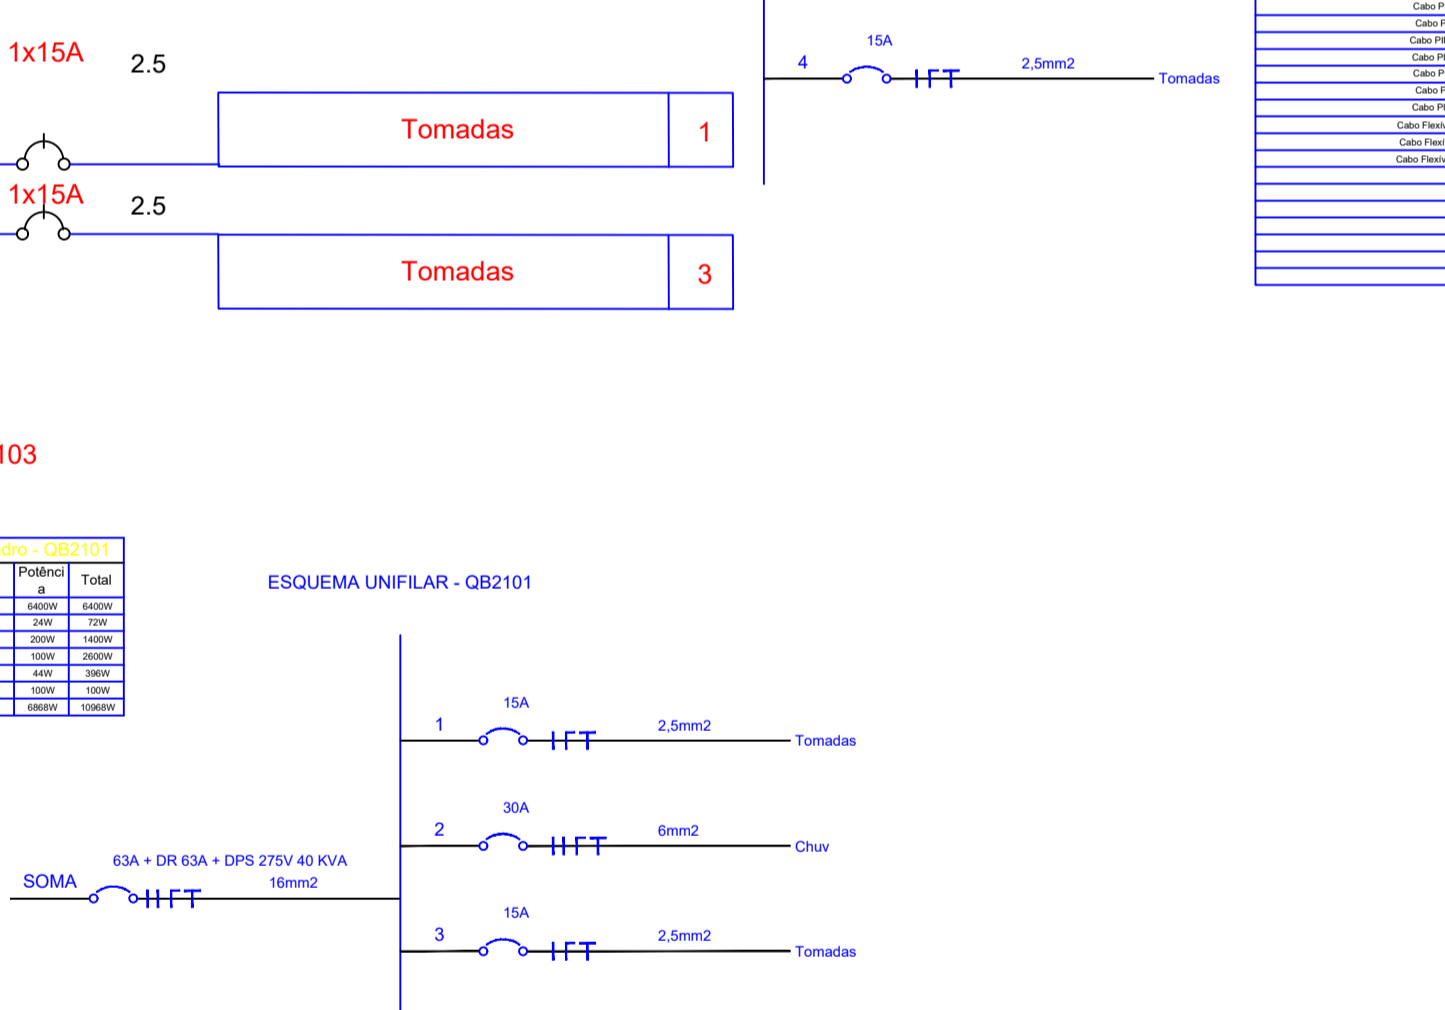 1x15A
2.5
Tomadas
1
1x15A
2.5
Tomadas
3
15A
4
2,5mm2
Tomadas
Cabo P
Cabo P
Cabo PI
Cabo P
Cabo P
Cabo P
Cabo P
Cabo Flexív
Cabo Flexí
Cabo Flexív
103
dro - QB2101
Potênci
a
Total
6400W 6400W
24W 72W
200W 1400W
100W 2600W
44W 396W
100W 100W
6868W 10968W
ESQUEMA UNIFILAR - QB2101
15A
1
2,5mm2
Tomadas
30A
2
6mm2
Chuv
63A + DR 63A + DPS 275V 40 KVA
SOMA
16mm2
15A
3
2,5mm2
Tomadas